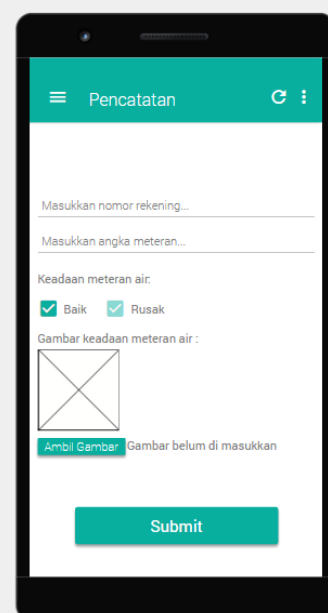 Pencatatan
Masukkan nomor rekening...
Masukkan angka meteran...
Keadaan meteran air:
Baik Rusak
Gambar keadaan meteran air :
Ambil Gambar Gambar belum di masukkan
Submit